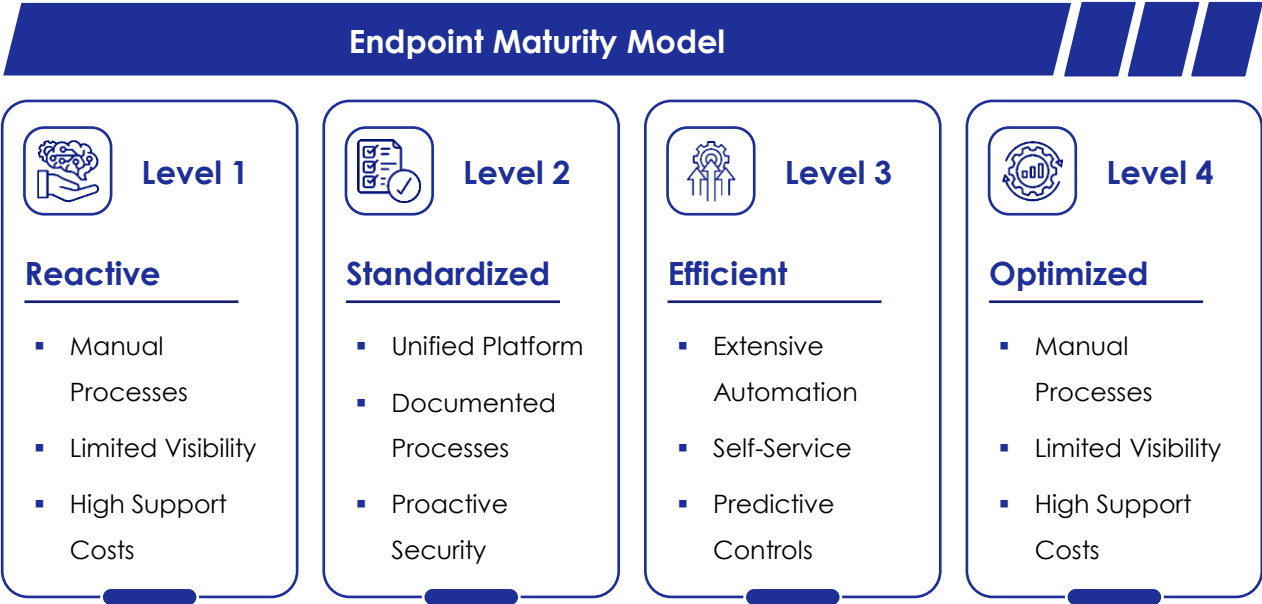 Endpoint Maturity Model
Level 1
Reactive
▪ Manual
Processes
▪ Limited Visibility
▪ High Support
Costs
Level 2
Standardized
▪ Unified Platform
▪ Documented
Processes
▪ Proactive
Security
Level 3
Efficient
▪ Extensive
Automation
▪ Self-Service
▪ Predictive
Controls
Level 4
Optimized
▪ Manual
Processes
▪ Limited Visibility
▪ High Support
Costs